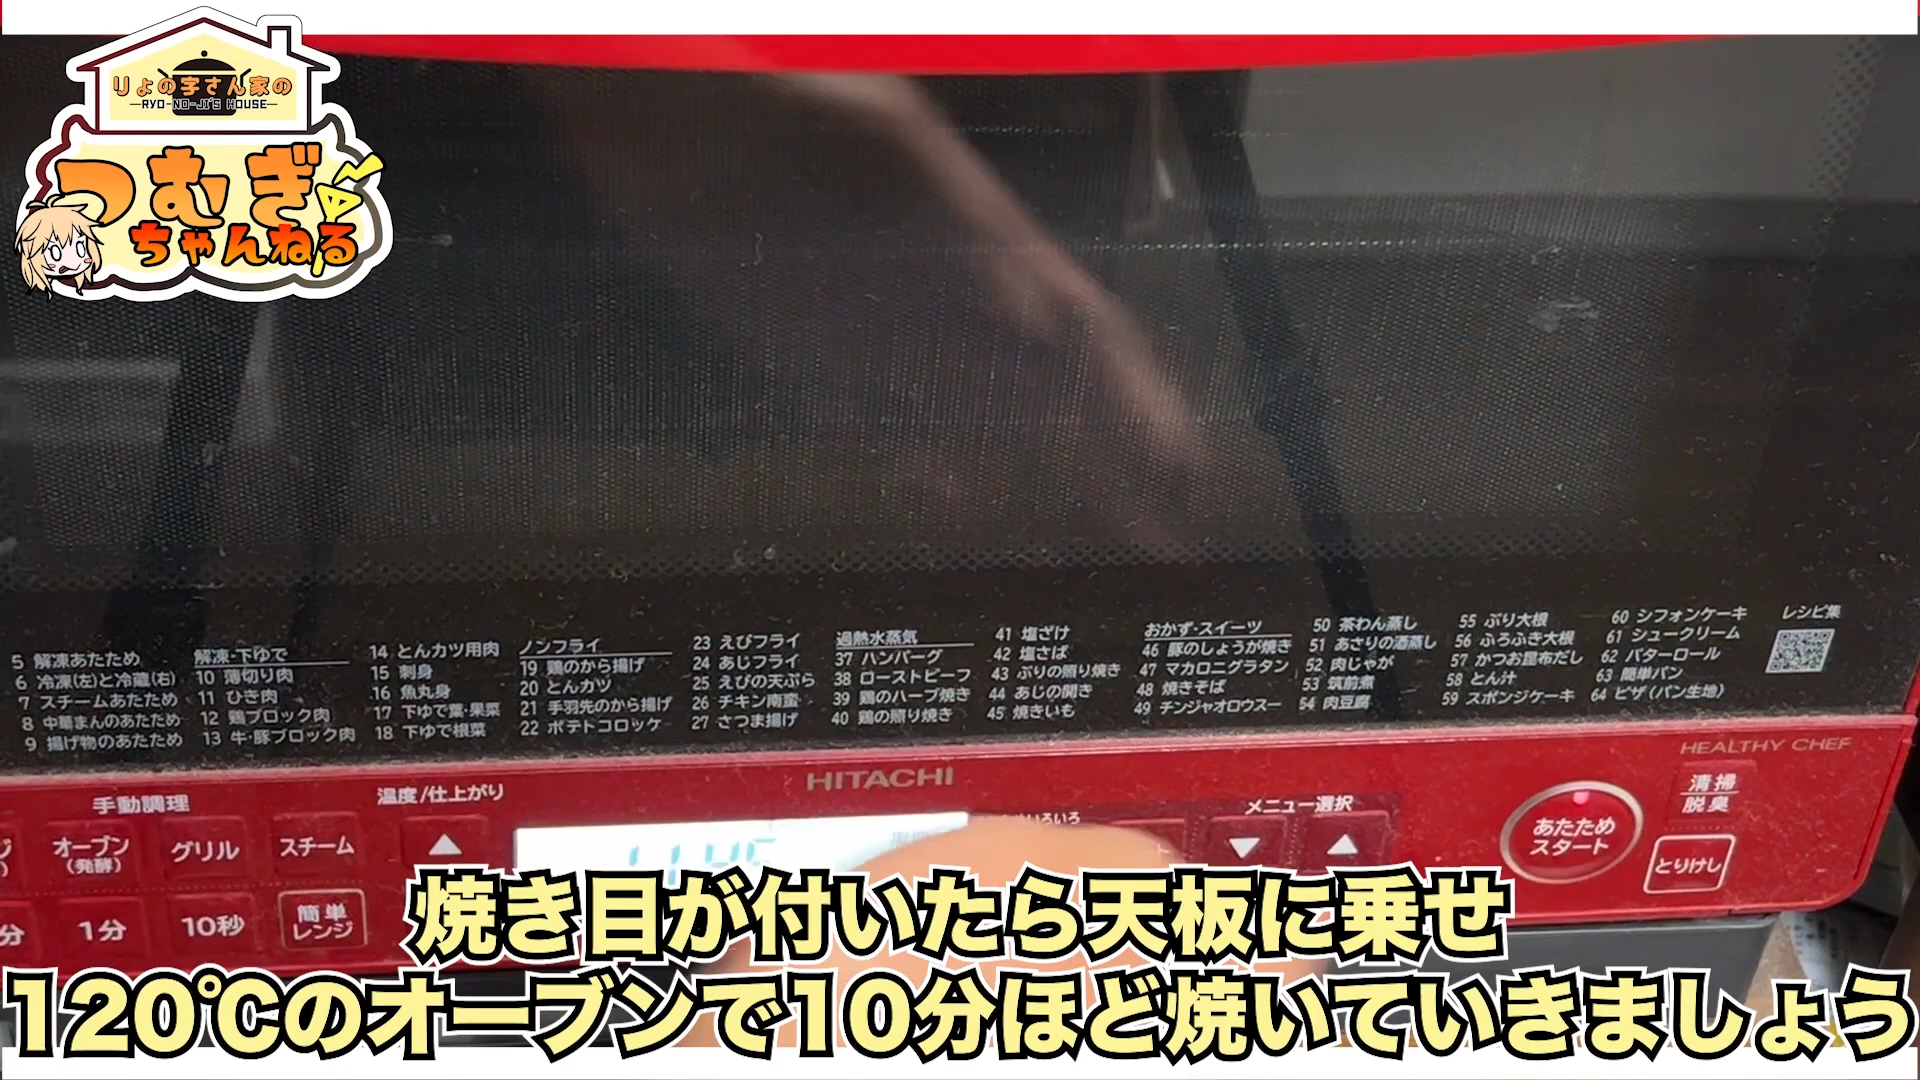 りょの字さん家の
RYO-NO-JI'S HOUSE
つむぎ
ちゃんねる
5 解凍あたため
6 冷凍(左)と冷蔵(右)
7 スチームあたため
8 中華まんのあたため
9 揚げ物のあたため
解凍・下ゆで
10 薄切り肉
11 ひき肉
12 鶏ブロック肉
13 牛・豚ブロック肉
14 とんカツ用肉
15 刺身
16 魚丸身
17 下ゆで葉・果菜
18 下ゆで根菜
ノンフライ
19 鶏のから揚げ
20 とんカツ
21 手羽先のから揚げ
22 ポテトコロッケ
23 えびフライ
24 あじフライ
25 えびの天ぷら
26 チキン南蛮
27 さつま揚げ
過熱水蒸気
37 ハンバーグ
38 ローストビーフ
39 鶏のハーブ焼き
40 鶏の照り焼き
41 塩ざけ
42 塩さば
43 ぶりの照り焼き
44 あじの開き
45 焼きいも
おかず・スイーツ
46 豚のしょうが焼き
47 マカロニグラタン
48 焼きそば
49 チンジャオロウスー
50 茶わん蒸し
51 あさりの酒蒸し
52 肉じゃが
53 筑前煮
54 肉豆腐
55 ぶり大根
56 ふろふき大根
57 かつお昆布だし
58 とん汁
59 スポンジケーキ
60 シフォンケーキ
61 シュークリーム
62 バターロール
63 簡単パン
64 ピザ(パン生地)
レシピ集
HITACHI
HEALTHY CHEF
手動調理
温度/仕上がり
メニュー選択
オーブン
(発酵)
グリル
スチーム
分
1分
10秒
簡単
レンジ
あたため
スタート
清掃
脱臭
とりけし
焼き目が付いたら天板に乗せ
120℃のオーブンで10分ほど焼いていきましょう